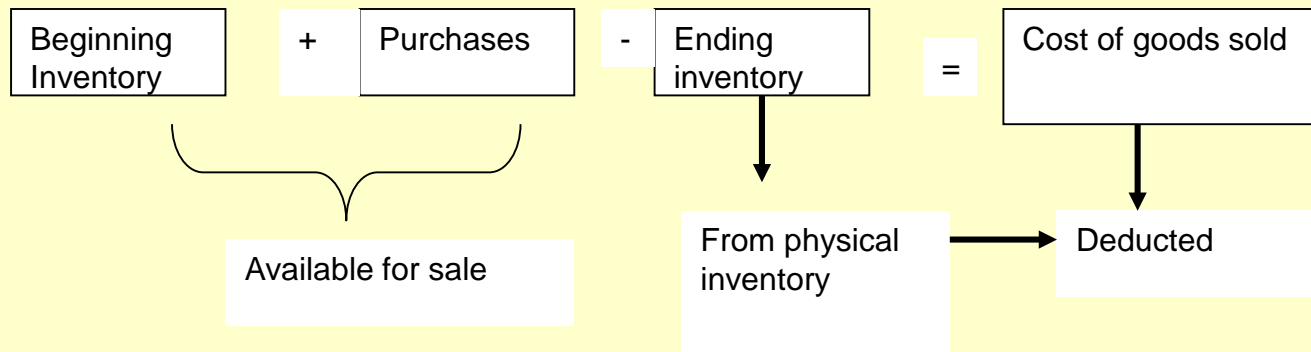 Beginning
Inventory
+
Purchases
-
Ending
inventory
=
Cost of goods sold
Available for sale
From physical
inventory
Deducted